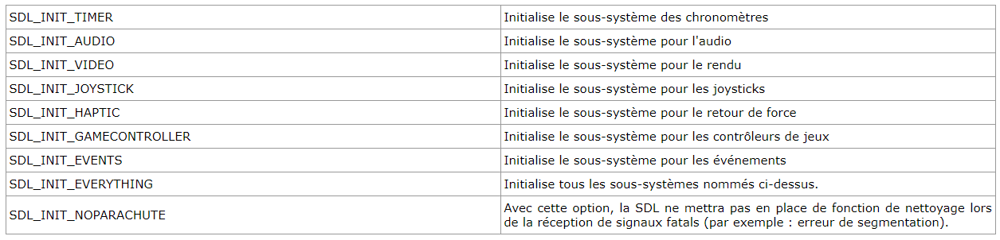 SDL_INIT_TIMER
Initialise le sous-système des chronomètres
SDL_INIT_AUDIO
Initialise le sous-système pour l'audio
SDL_INIT_VIDEO
Initialise le sous-système pour le rendu
SDL_INIT_JOYSTICK
Initialise le sous-système pour les joysticks
SDL_INIT_HAPTIC
Initialise le sous-système pour le retour de force
SDL_INIT_GAMECONTROLLER
Initialise le sous-système pour les contrôleurs de jeux
SDL_INIT_EVENTS
Initialise le sous-système pour les événements
SDL_INIT_EVERYTHING
Initialise tous les sous-systèmes nommés ci-dessus.
SDL_INIT_NOPARACHUTE
Avec cette option, la SDL ne mettra pas en place de fonction de nettoyage lors
de la réception de signaux fatals (par exemple : erreur de segmentation).